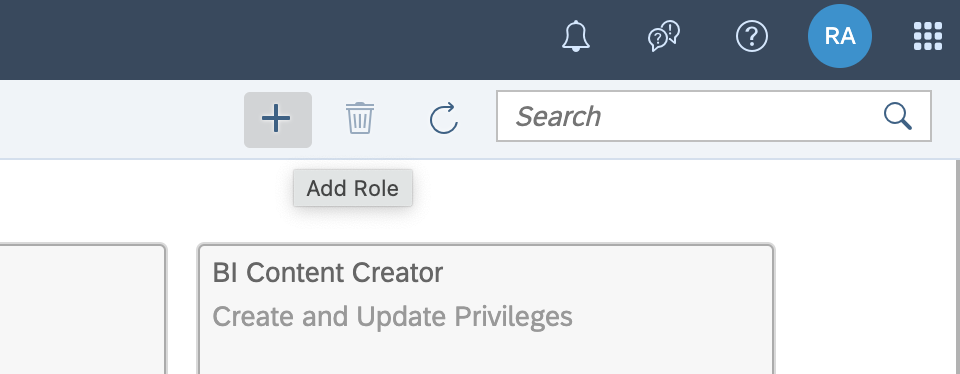 RA
Search
Add Role
BI Content Creator
Create and Update Privileges